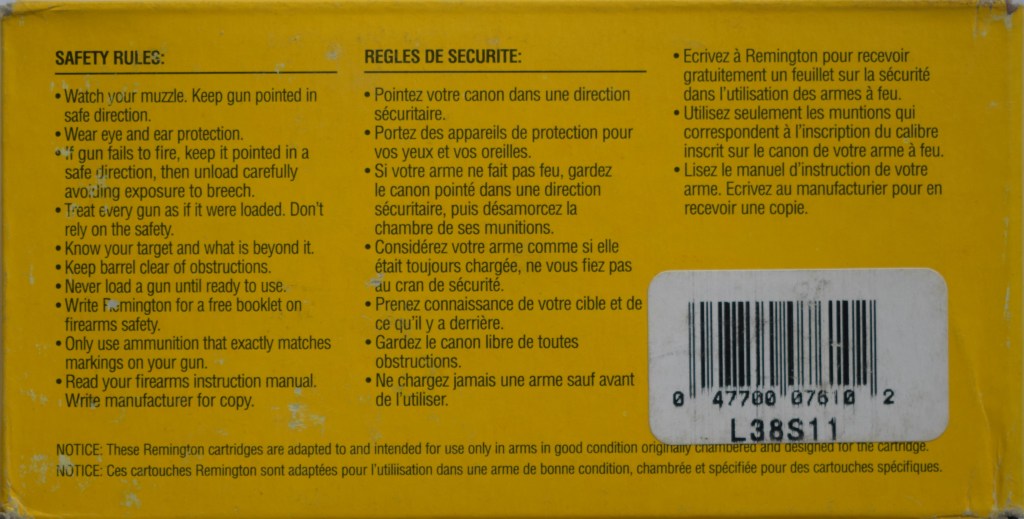 SAFETY RULES:
• Watch your muzzle. Keep gun pointed in
safe direction.
• Wear eye and ear protection.
• If gun fails to fire, keep it pointed in a
safe direction, then unload carefully
avoiding exposure to breech.
• Treat every gun as if it were loaded. Don't
rely on the safety.
• Know your target and what is beyond it.
• Keep barrel clear of obstructions.
• Never load a gun until ready to use.
• Write Remington for a free booklet on
firearms safety.
• Only use ammunition that exactly matches
markings on your gun.
• Read your firearms instruction manual.
Write manufacturer for copy.
REGLES DE SECURITE:
• Pointez votre canon dans une direction
sécuritaire.
• Portez des appareils de protection pour
vos yeux et vos oreilles.
• Si votre arme ne fait pas feu, gardez
le canon pointé dans une direction
sécuritaire, puis désamorcez la
chambre de ses munitions.
• Considérez votre arme comme si elle
était toujours chargée, ne vous fiez pas
au cran de sécurité.
• Prenez connaissance de votre cible et de
ce qu'il y a derrière.
• Gardez le canon libre de toutes
obstructions.
• Ne chargez jamais une arme sauf avant
de l'utiliser.
• Ecrivez à Remington pour recevoir
gratuitement un feuillet sur la sécurité
dans l'utilisation des armes à feu.
• Utilisez seulement les muntions qui
correspondent à l'inscription du calibre
inscrit sur le canon de votre arme à feu.
• Lisez le manuel d'instruction de votre
arme. Ecrivez au manufacturier pour en
recevoir une copie.
0 47700 07610 2
L38S11
NOTICE: These Remington cartridges are adapted to and intended for use only in arms in good condition originally chambered and designed for the cartridge.
NOTICE: Ces cartouches Remington sont adaptées pour l'utiliisation dans une arme de bonne condition, chambrée et spécifiée pour des cartouches spécifiques.